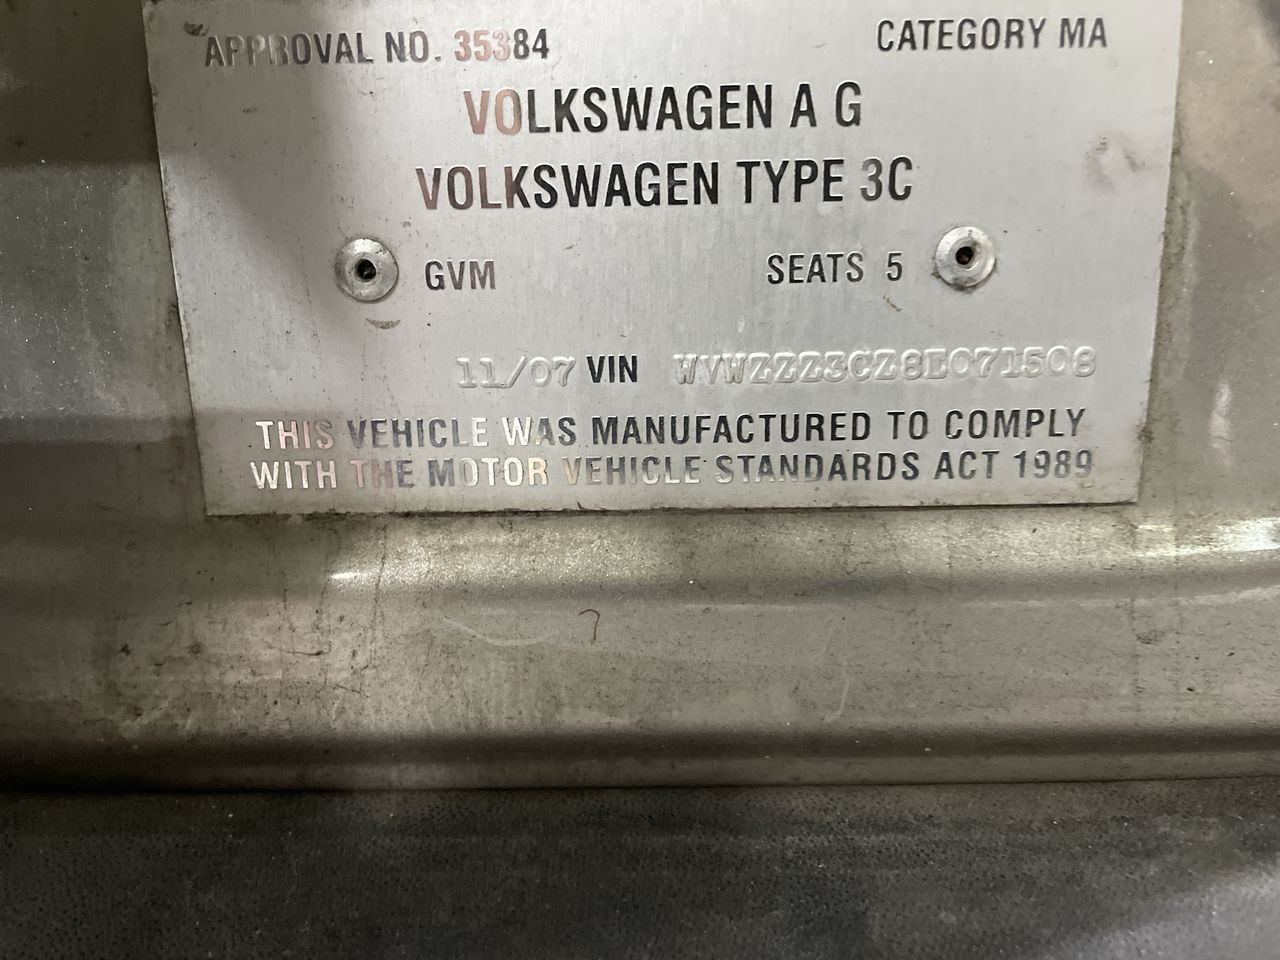 APPROVAL NO. 35384 CATEGORY MA
VOLKSWAGEN A G
VOLKSWAGEN TYPE 3C
GVM SEATS 5
11/07 VIN WVWZZZ3CZ8E071508
THIS VEHICLE WAS MANUFACTURED TO COMPLY
WITH THE MOTOR VEHICLE STANDARDS ACT 1989